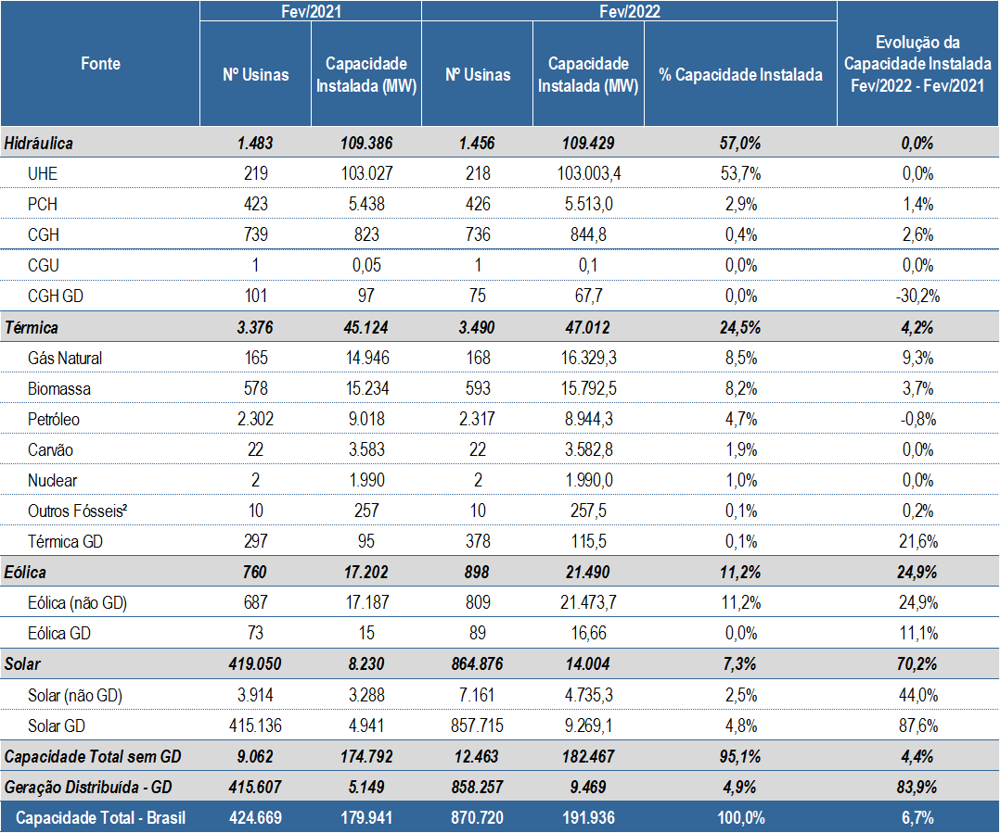 Fonte Fev/2021 Fev/2022 Evolução da Capacidade Instalada Fev/2022 - Fev/2021
Nº Usinas Capacidade Instalada (MW) Nº Usinas Capacidade Instalada (MW) % Capacidade Instalada
Hidráulica 1.483 109.386 1.456 109.429 57,0% 0,0%
UHE 219 103.027 218 103.003,4 53,7% 0,0%
PCH 423 5.438 426 5.513,0 2,9% 1,4%
CGH 739 823 736 844,8 0,4% 2,6%
CGU 1 0,05 1 0,1 0,0% 0,0%
CGH GD 101 97 75 67,7 0,0% -30,2%
Térmica 3.376 45.124 3.490 47.012 24,5% 4,2%
Gás Natural 165 14.946 168 16.329,3 8,5% 9,3%
Biomassa 578 15.234 593 15.792,5 8,2% 3,7%
Petróleo 2.302 9.018 2.317 8.944,3 4,7% -0,8%
Carvão 22 3.583 22 3.582,8 1,9% 0,0%
Nuclear 2 1.990 2 1.990,0 1,0% 0,0%
Outros Fósseis² 10 257 10 257,5 0,1% 0,2%
Térmica GD 297 95 378 115,5 0,1% 21,6%
Eólica 760 17.202 898 21.490 11,2% 24,9%
Eólica (não GD) 687 17.187 809 21.473,7 11,2% 24,9%
Eólica GD 73 15 89 16,66 0,0% 11,1%
Solar 419.050 8.230 864.876 14.004 7,3% 70,2%
Solar (não GD) 3.914 3.288 7.161 4.735,3 2,5% 44,0%
Solar GD 415.136 4.941 857.715 9.269,1 4,8% 87,6%
Capacidade Total sem GD 9.062 174.792 12.463 182.467 95,1% 4,4%
Geração Distribuída - GD 415.607 5.149 858.257 9.469 4,9% 83,9%
Capacidade Total - Brasil 424.669 179.941 870.720 191.936 100,0% 6,7%